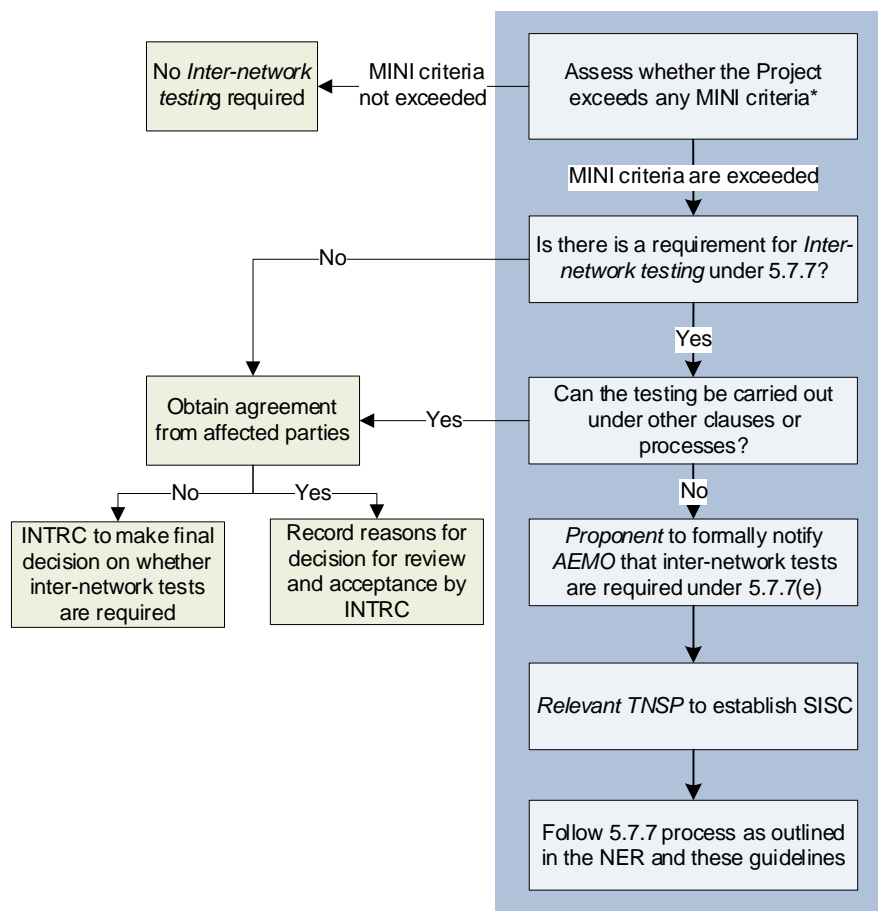 No Inter-network
testing required
MINI criteria
not exceeded
Assess whether the Project
exceeds any MINI criteria*
MINI criteria are exceeded
Is there is a requirement for Inter-
network testing under 5.7.7?
No
Yes
Obtain agreement
from affected parties
Yes
Can the testing be carried out
under other clauses or
processes?
No
Yes
No
INTRC to make final
decision on whether
inter-network tests
are required
Record reasons for
decision for review
and acceptance by
INTRC
Proponent to formally notify
AEMO that inter-network tests
are required under 5.7.7(e)
Relevant TNSP to establish SISC
Follow 5.7.7 process as outlined
in the NER and these guidelines